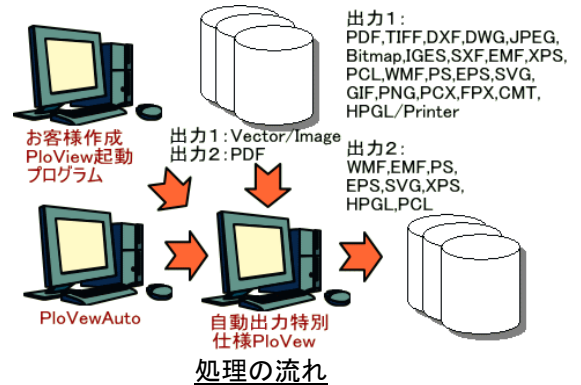 出力1:
PDF,TIFF,DXF,DWG,JPEG,
Bitmap,IGES,SXF,EMF,XPS,
PCL,WMF,PS,EPS,SVG,
GIF,PNG,PCX,FPX,CMT,
HPGL/Printer
お客様作成
PloView起動
プログラム
出力1:Vector/Image
出力2:PDF
出力2:
WMF,EMF,PS,
EPS,SVG,XPS,
HPGL,PCL
PloVewAuto
自動出力特別
仕様PloVew
処理の流れ